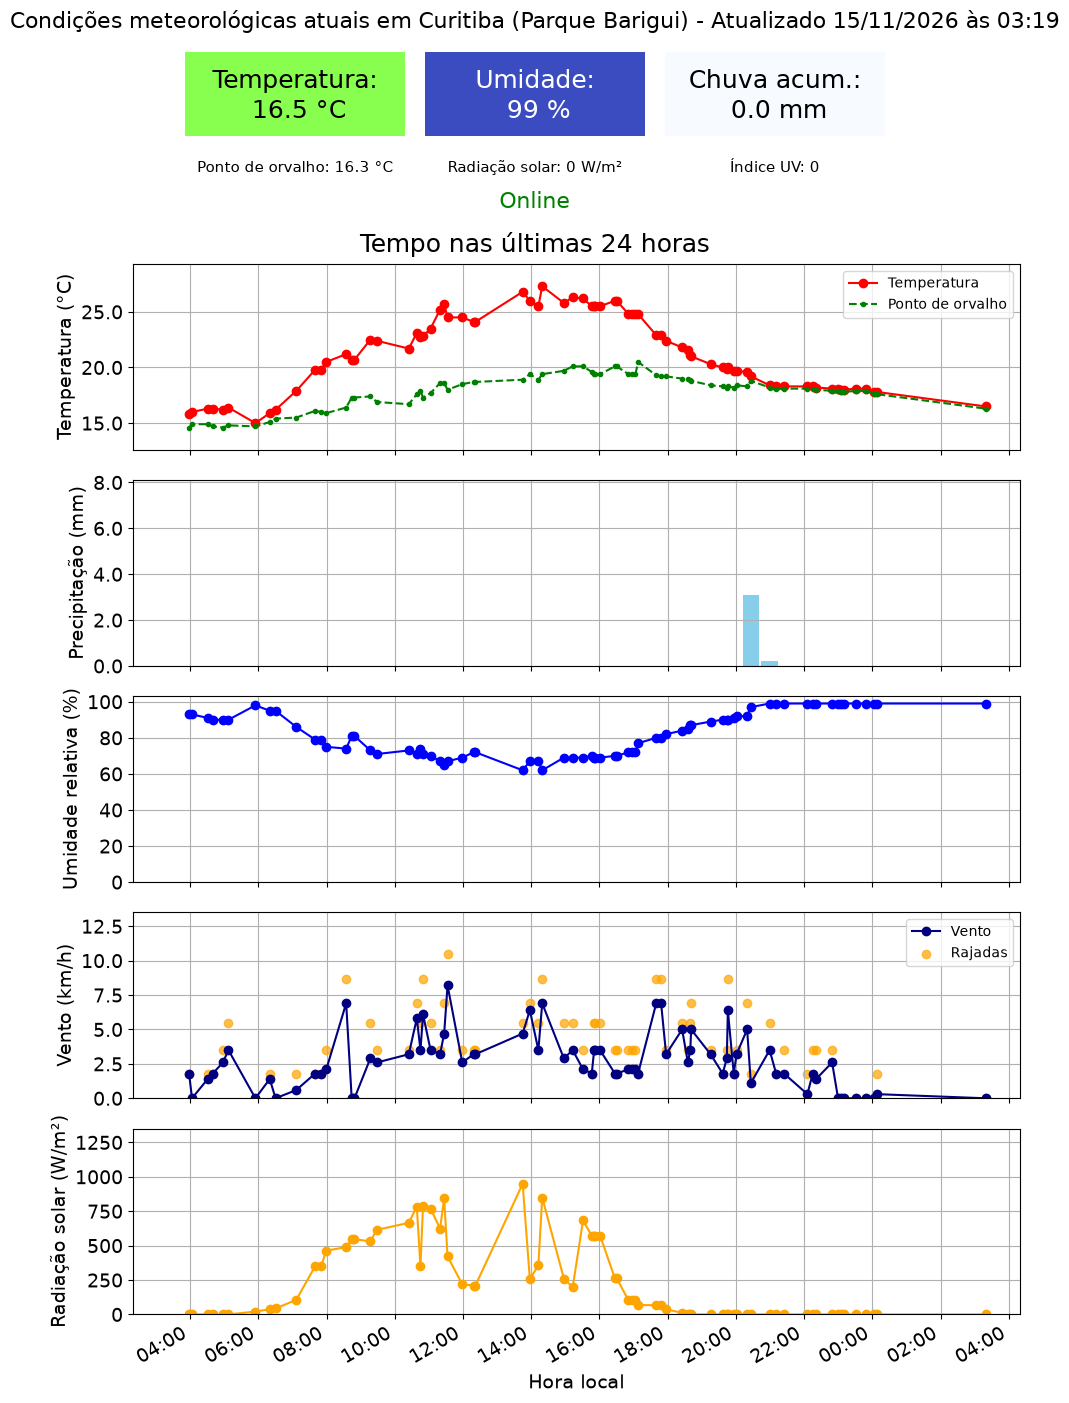 Condições meteorológicas atuais em Curitiba (Parque Barigui) - Atualizado 15/11/2026 às 03:19
Temperatura:
16.5 °C
Umidade:
99 %
Chuva acum.:
0.0 mm
Ponto de orvalho: 16.3 °C
Radiação solar: 0 W/m²
Índice UV: 0
Online
Tempo nas últimas 24 horas
Temperatura (°C)
25.0
20.0
15.0
Temperatura
Ponto de orvalho
Precipitação (mm)
8.0
6.0
4.0
2.0
0.0
Umidade relativa (%)
100
80
60
40
20
0
Vento (km/h)
12.5
10.0
7.5
5.0
2.5
0.0
Vento
Rajadas
Radiação solar (W/m²)
1250
1000
750
500
250
0
04:00
06:00
08:00
10:00
12:00
14:00
16:00
18:00
20:00
22:00
00:00
02:00
04:00
Hora local